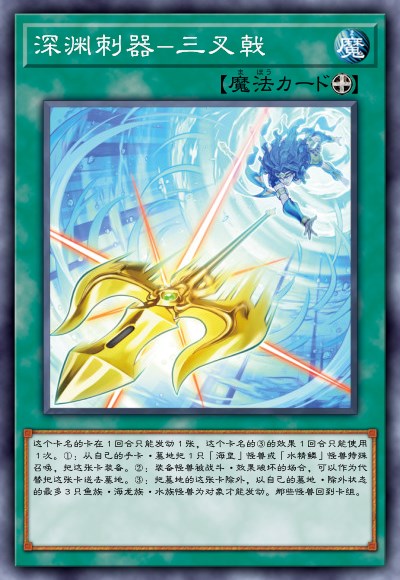 深渊刺器-三叉戟
魔
【魔法カード】
まほう
这个卡名的卡在1回合只能发动1张，这个卡名的③的效果1回合只能使用
1次。①：从自己的手卡·墓地把1只「海皇」怪兽或「水精鳞」怪兽特殊
召唤，把这张卡装备。②：装备怪兽被战斗·效果破坏的场合，可以作为代
替把这张卡送去墓地。③：把墓地的这张卡除外，以自己的墓地·除外状态
的最多3只鱼族·海龙族·水族怪兽为对象才能发动。那些怪兽回到卡组。